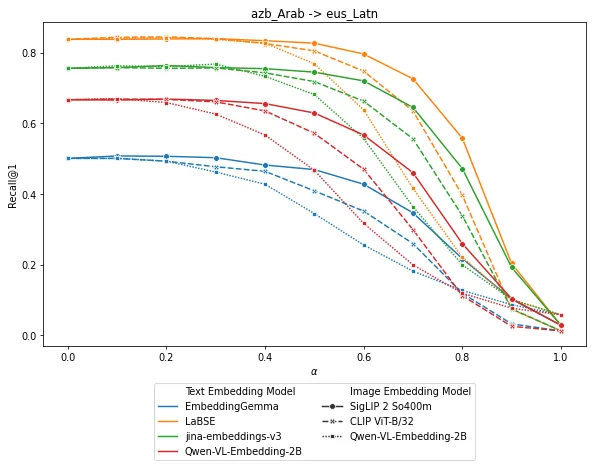 azb_Arab -> eus_Latn
Recall@1
0.8
0.6
0.4
0.2
0.0
0.0 0.2 0.4 0.6 0.8 1.0
α
Text Embedding Model Image Embedding Model
EmbeddingGemma SigLIP 2 So400m
LaBSE CLIP ViT-B/32
jina-embeddings-v3 Qwen-VL-Embedding-2B
Qwen-VL-Embedding-2B